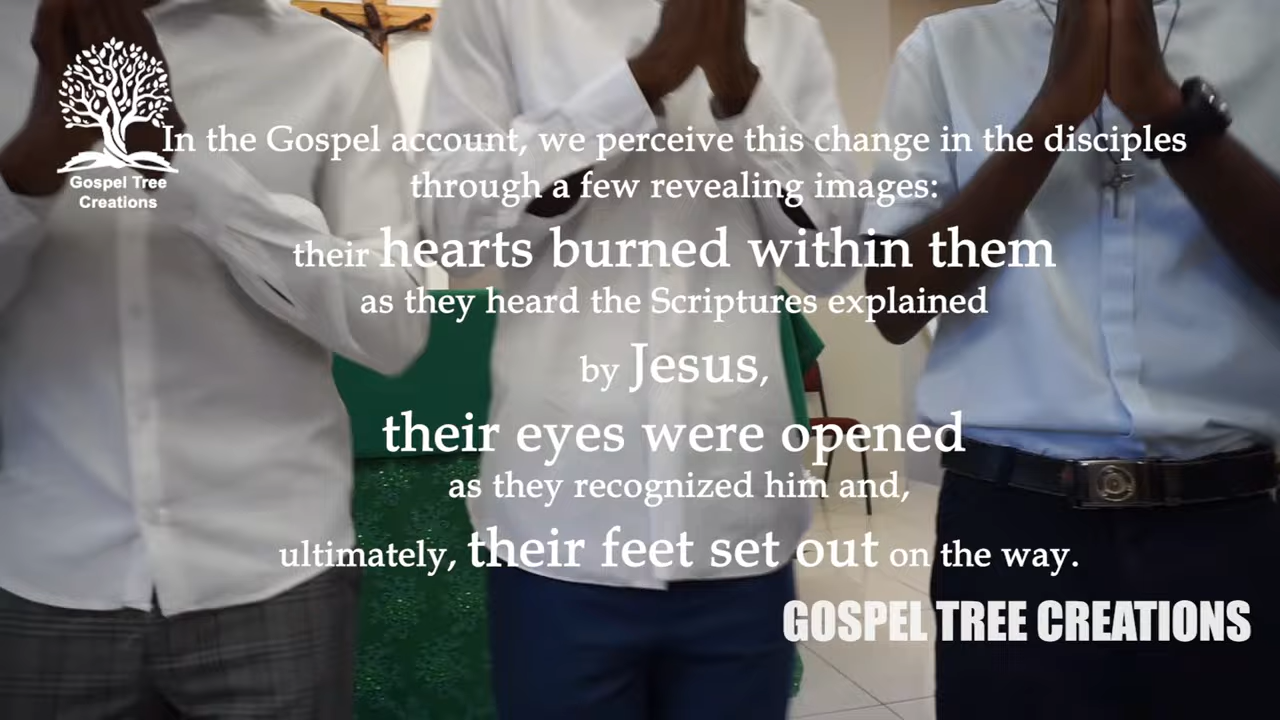 Gospel Tree
Creations
In the Gospel account, we perceive this change in the disciples
through a few revealing images:
their hearts burned within them
as they heard the Scriptures explained
by Jesus,
their eyes were opened
as they recognized him and,
ultimately, their feet set out on the way.
GOSPEL TREE CREATIONS